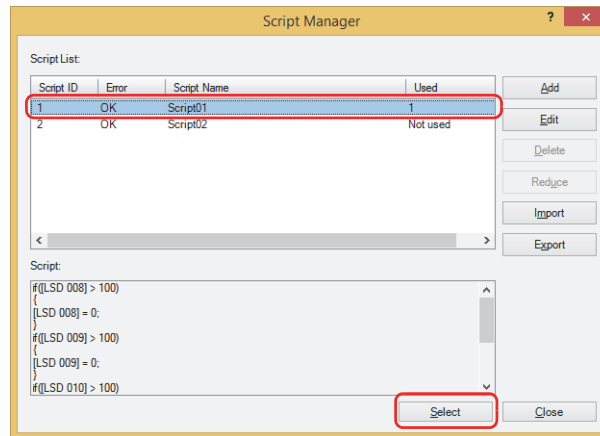 Script Manager ? ×
Script List:
Script ID Error Script Name Used
1 OK Script01 1
2 OK Script02 Not used
Add
Edit
Delete
Reduce
Import
Export
Script:
if([LSD 008] > 100)
{
[LSD 008] = 0;
}
if([LSD 009] > 100)
{
[LSD 009] = 0;
}
if([LSD 010] > 100)
Select Close